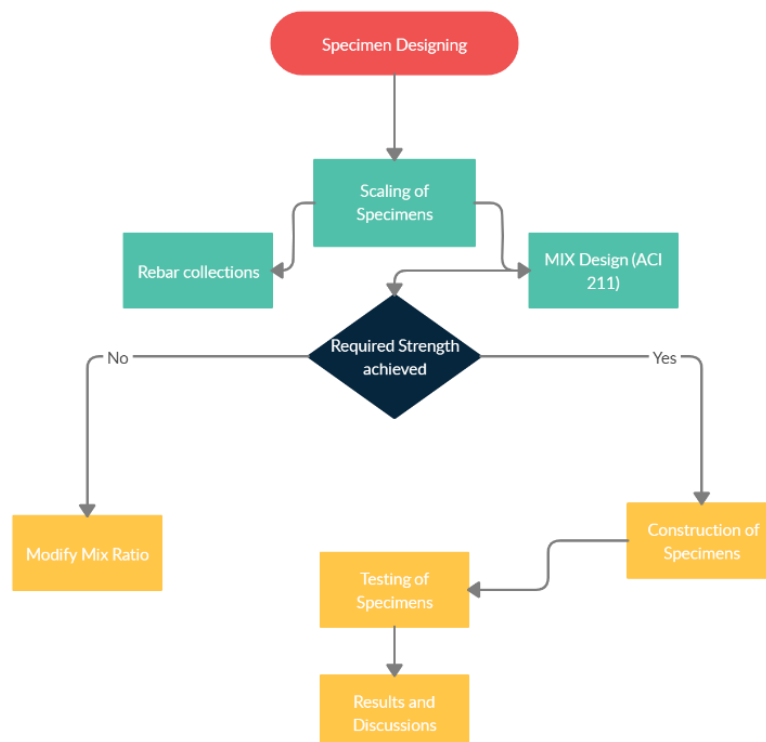 Specimen Designing
Scaling of
Specimens
Rebar collections
MIX Design (ACI
211)
Required Strength
achieved
No
Yes
Modify Mix Ratio
Construction of
Specimens
Testing of
Specimens
Results and
Discussions